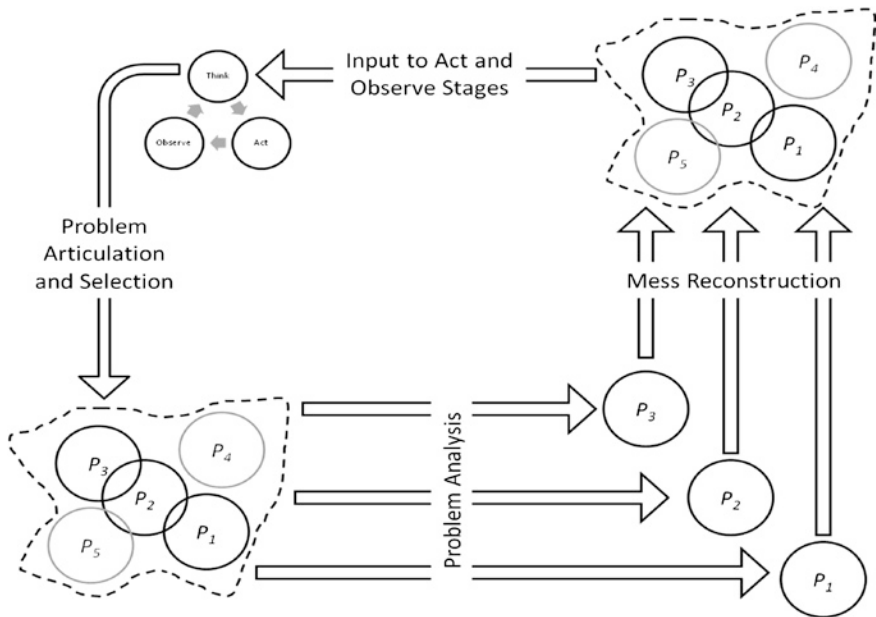 Think
Observe
Act
Input to Act and
Observe Stages
P3
P4
P2
P1
P5
Problem
Articulation
and Selection
Mess Reconstruction
P3
P4
P2
P1
P5
Problem Analysis
P3
P2
P1